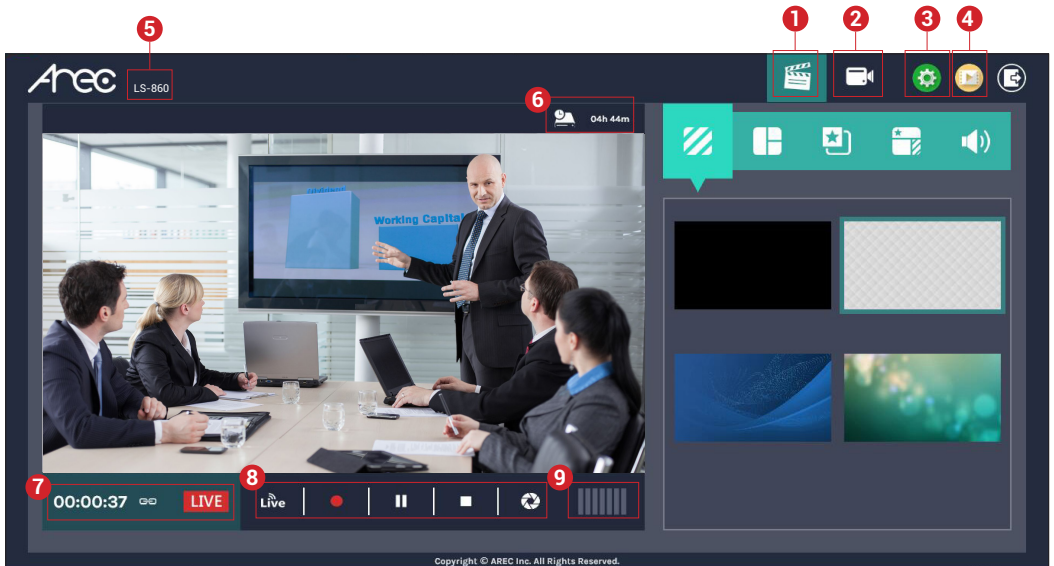 1
2
3
4
5
Arec
LS-860
6
04h 44m
dividend
Working Capital
7
00:00:37
LIVE
8
Live
9
Copyright © AREC Inc. All Rights Reserved.